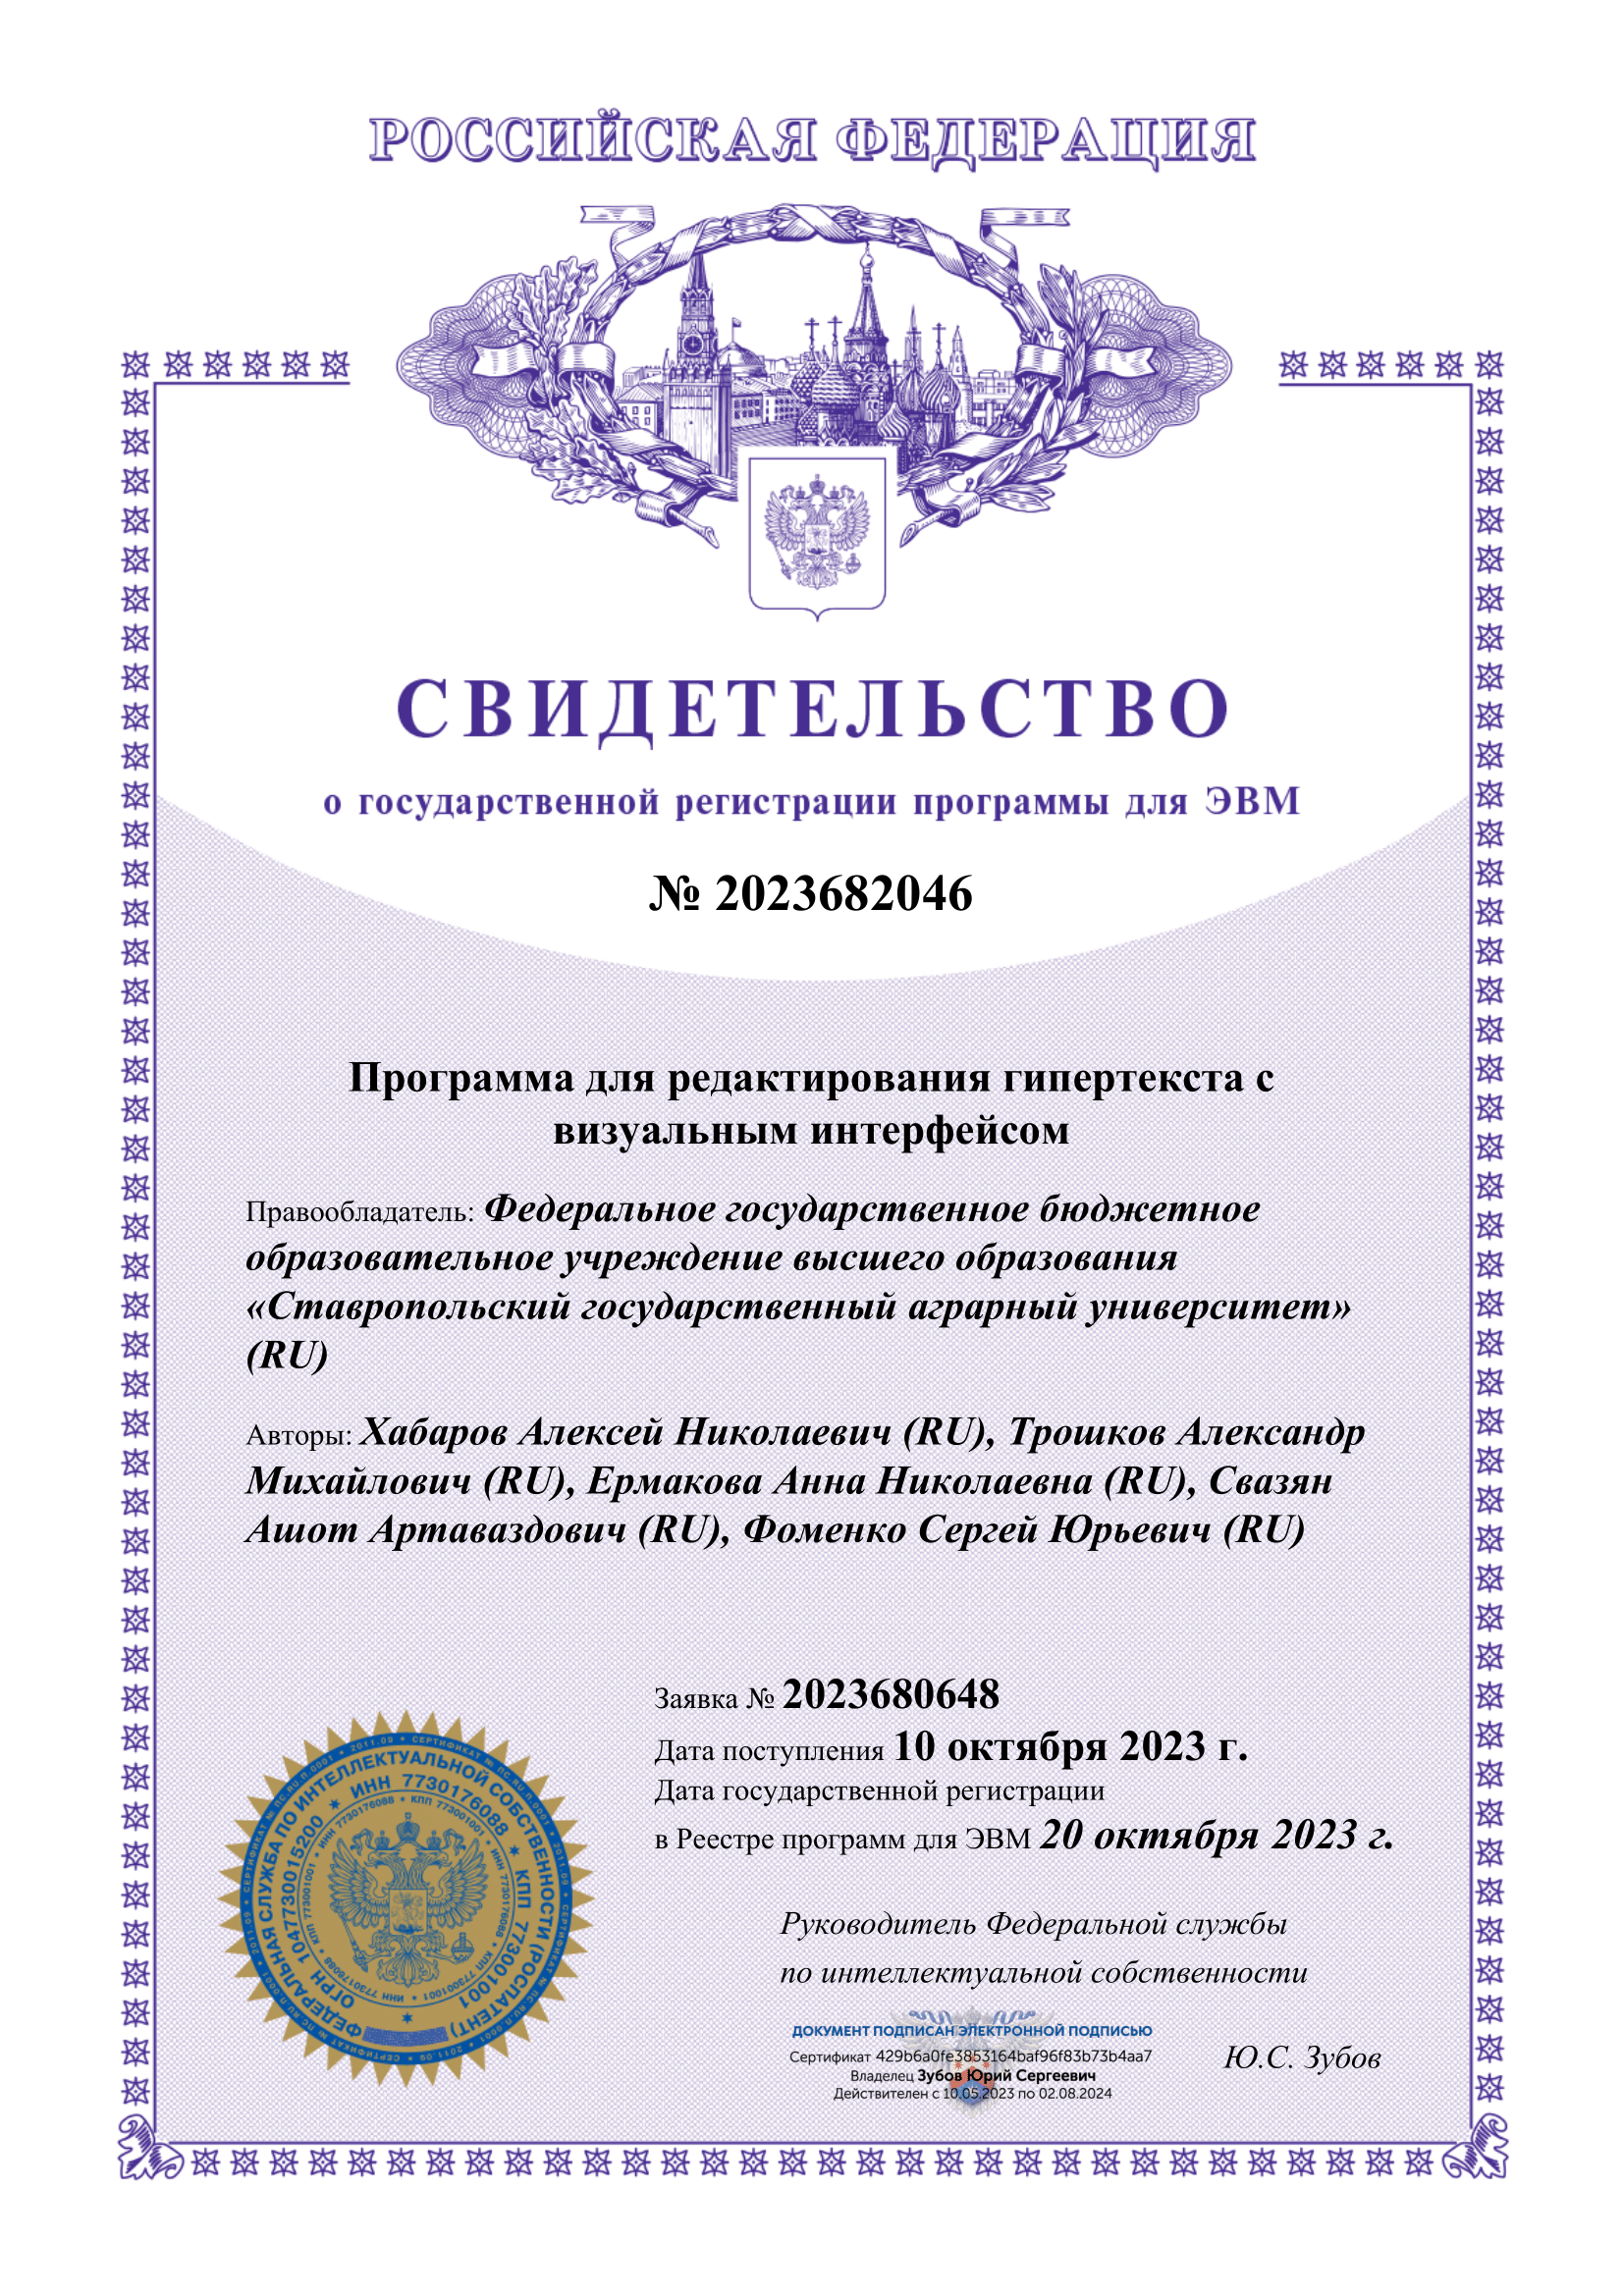 РОССИЙСКАЯ ФЕДЕРАЦИЯ
СВИДЕТЕЛЬСТВО
о государственной регистрации программы для ЭВМ
№ 2023682046
Программа для редактирования гипертекста с
визуальным интерфейсом
Правообладатель: Федеральное государственное бюджетное
образовательное учреждение высшего образования
«Ставропольский государственный аграрный университет»
(RU)
Авторы: Хабаров Алексей Николаевич (RU), Трошков Александр
Михайлович (RU), Ермакова Анна Николаевна (RU), Свазян
Ашот Артаваздович (RU), Фоменко Сергей Юрьевич (RU)
Заявка № 2023680648
Дата поступления 10 октября 2023 г.
Дата государственной регистрации
в Реестре программ для ЭВМ 20 октября 2023 г.
Руководитель Федеральной службы
по интеллектуальной собственности
ДОКУМЕНТ ПОДПИСАН ЭЛЕКТРОННОЙ ПОДПИСЬЮ
Сертификат 429b6a0fe3853164baf96f83b73b4aa7
Владелец Зубов Юрий Сергеевич
Действителен с 10.05.2023 по 02.08.2024
Ю.С. Зубов
ФЕДЕРАЛЬНАЯ СЛУЖБА ПО ИНТЕЛЛЕКТУАЛЬНОЙ СОБСТВЕННОСТИ (РОСПАТЕНТ)
ОГРН 1047730015200 * ИНН 7730176088 * КПП 773001001